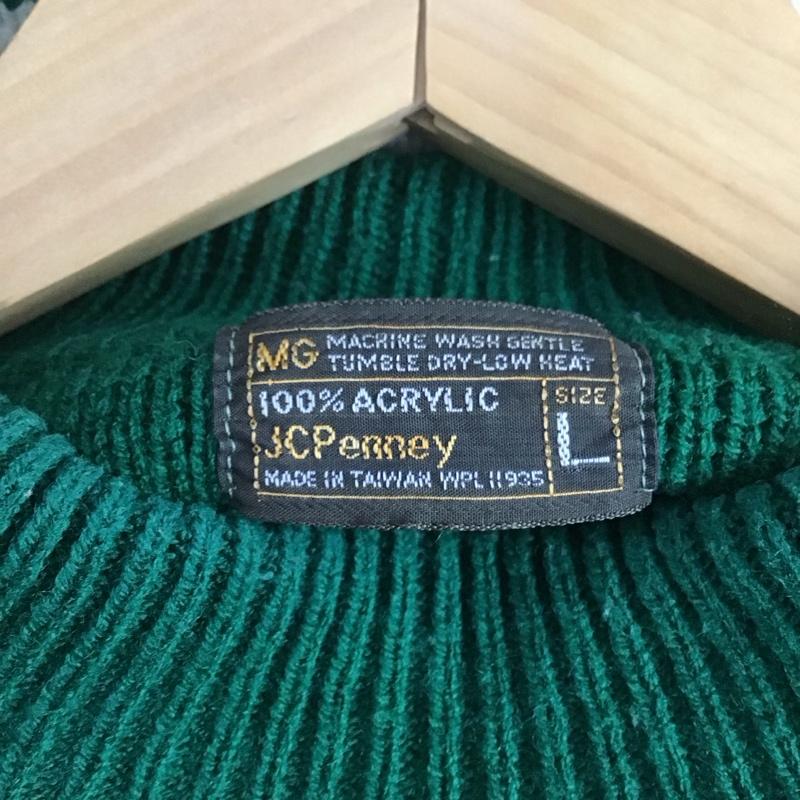 MG MACHINE WASH GENTLE
TUMBLE DRY-LOW HEAT
100% ACRYLIC
SIZE
JCPenney
L
MADE IN TAIWAN WPL 11935